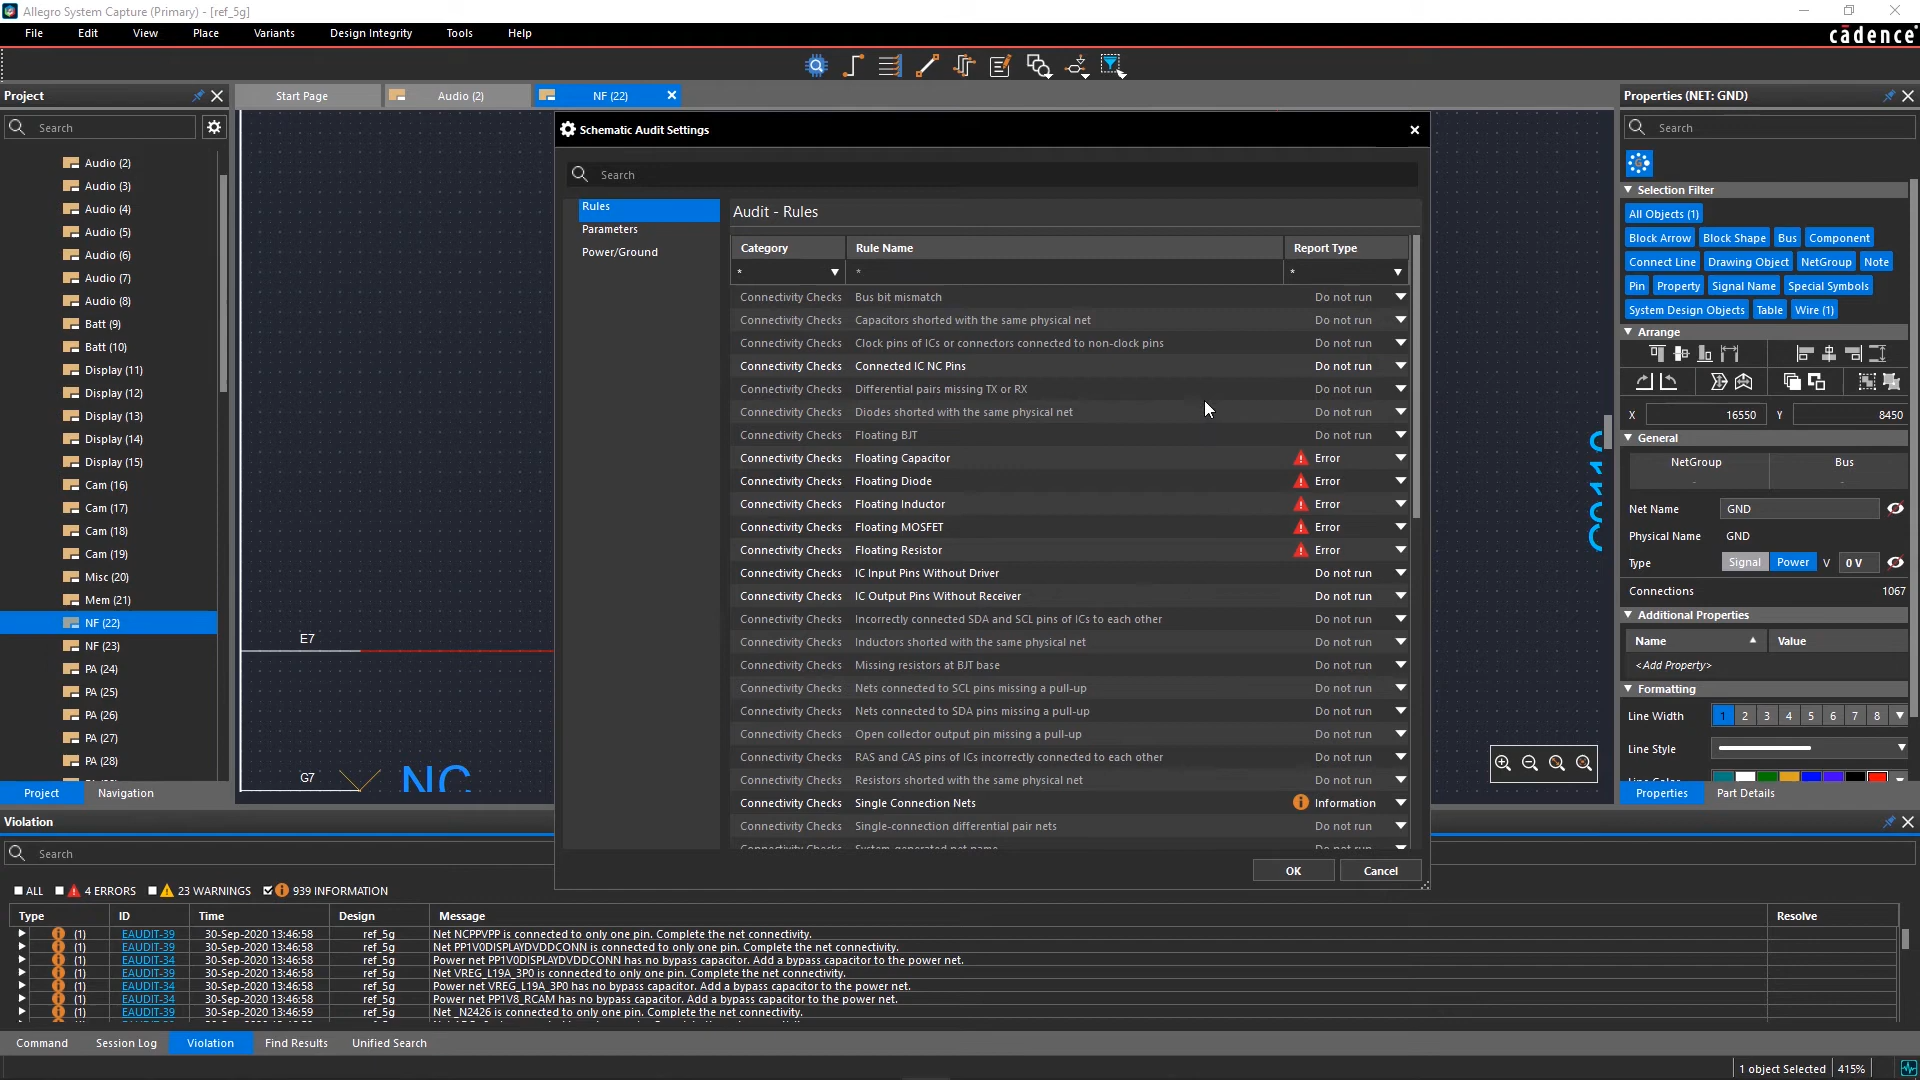 Allegro System Capture (Primary) - [ref_5g]
File Edit View Place Variants Design Integrity Tools Help
cādence
Project
Search
Audio (2)
Audio (3)
Audio (4)
Audio (5)
Audio (6)
Audio (7)
Audio (8)
Batt (9)
Batt (10)
Display (11)
Display (12)
Display (13)
Display (14)
Display (15)
Cam (16)
Cam (17)
Cam (18)
Cam (19)
Misc (20)
Mem (21)
NF (22)
NF (23)
PA (24)
PA (25)
PA (26)
PA (27)
PA (28)
Project Navigation
Start Page Audio (2) NF (22)
E7
G7
NC
Schematic Audit Settings
Search
Rules
Parameters
Power/Ground
Audit - Rules
Category Rule Name Report Type
* * *
Connectivity Checks Bus bit mismatch Do not run
Connectivity Checks Capacitors shorted with the same physical net Do not run
Connectivity Checks Clock pins of ICs or connectors connected to non-clock pins Do not run
Connectivity Checks Connected IC NC Pins Do not run
Connectivity Checks Differential pairs missing TX or RX Do not run
Connectivity Checks Diodes shorted with the same physical net Do not run
Connectivity Checks Floating BJT Do not run
Connectivity Checks Floating Capacitor Error
Connectivity Checks Floating Diode Error
Connectivity Checks Floating Inductor Error
Connectivity Checks Floating MOSFET Error
Connectivity Checks Floating Resistor Error
Connectivity Checks IC Input Pins Without Driver Do not run
Connectivity Checks IC Output Pins Without Receiver Do not run
Connectivity Checks Incorrectly connected SDA and SCL pins of ICs to each other Do not run
Connectivity Checks Inductors shorted with the same physical net Do not run
Connectivity Checks Missing resistors at BJT base Do not run
Connectivity Checks Nets connected to SCL pins missing a pull-up Do not run
Connectivity Checks Nets connected to SDA pins missing a pull-up Do not run
Connectivity Checks Open collector output pin missing a pull-up Do not run
Connectivity Checks RAS and CAS pins of ICs incorrectly connected to each other Do not run
Connectivity Checks Resistors shorted with the same physical net Do not run
Connectivity Checks Single Connection Nets Information
Connectivity Checks Single-connection differential pair nets Do not run
Connectivity Checks System-generated net name Do not run
OK Cancel
Properties (NET: GND)
Search
Selection Filter
All Objects (1)
Block Arrow Block Shape Bus Component
Connect Line Drawing Object NetGroup Note
Pin Property Signal Name Special Symbols
System Design Objects Table Wire (1)
Arrange
X 16550 Y 8450
General
NetGroup Bus
- -
Net Name GND
Physical Name GND
Type Signal Power V 0 V
Connections 1067
Additional Properties
Name Value
<Add Property>
Formatting
Line Width 1 2 3 4 5 6 7 8
Line Style
Line Color
Properties Part Details
Violation
Search
ALL 4 ERRORS 23 WARNINGS 939 INFORMATION
Type ID Time Design Message Resolve
(1) EAUDIT-39 30-Sep-2020 13:46:58 ref_5g Net NCPPVPP is connected to only one pin. Complete the net connectivity.
(1) EAUDIT-39 30-Sep-2020 13:46:58 ref_5g Net PP1V0DISPLAYDVDDCONN is connected to only one pin. Complete the net connectivity.
(1) EAUDIT-34 30-Sep-2020 13:46:58 ref_5g Power net PP1V0DISPLAYDVDDCONN has no bypass capacitor. Add a bypass capacitor to the power net.
(1) EAUDIT-39 30-Sep-2020 13:46:58 ref_5g Net VREG_L19A_3P0 is connected to only one pin. Complete the net connectivity.
(1) EAUDIT-34 30-Sep-2020 13:46:58 ref_5g Power net VREG_L19A_3P0 has no bypass capacitor. Add a bypass capacitor to the power net.
(1) EAUDIT-34 30-Sep-2020 13:46:58 ref_5g Power net PP1V8_RCAM has no bypass capacitor. Add a bypass capacitor to the power net.
(1) EAUDIT-39 30-Sep-2020 13:46:59 ref_5g Net _N2426 is connected to only one pin. Complete the net connectivity.
Command Session Log Violation Find Results Unified Search
1 object Selected 415%